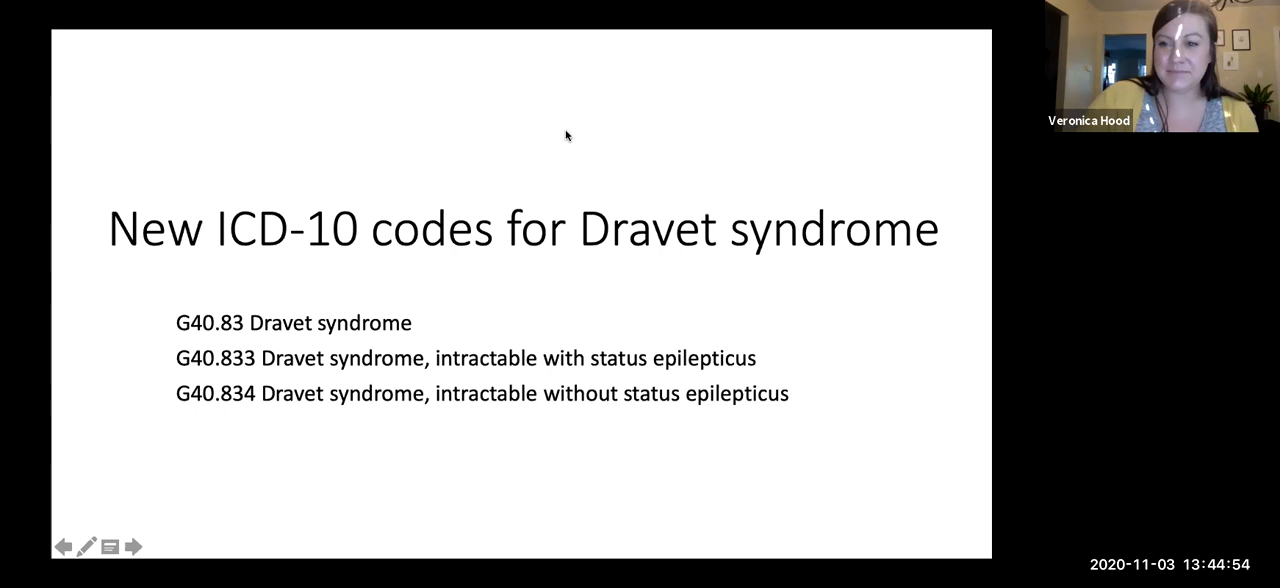 New ICD-10 codes for Dravet syndrome
G40.83 Dravet syndrome
G40.833 Dravet syndrome, intractable with status epilepticus
G40.834 Dravet syndrome, intractable without status epilepticus
Veronica Hood
2020-11-03 13:44:54